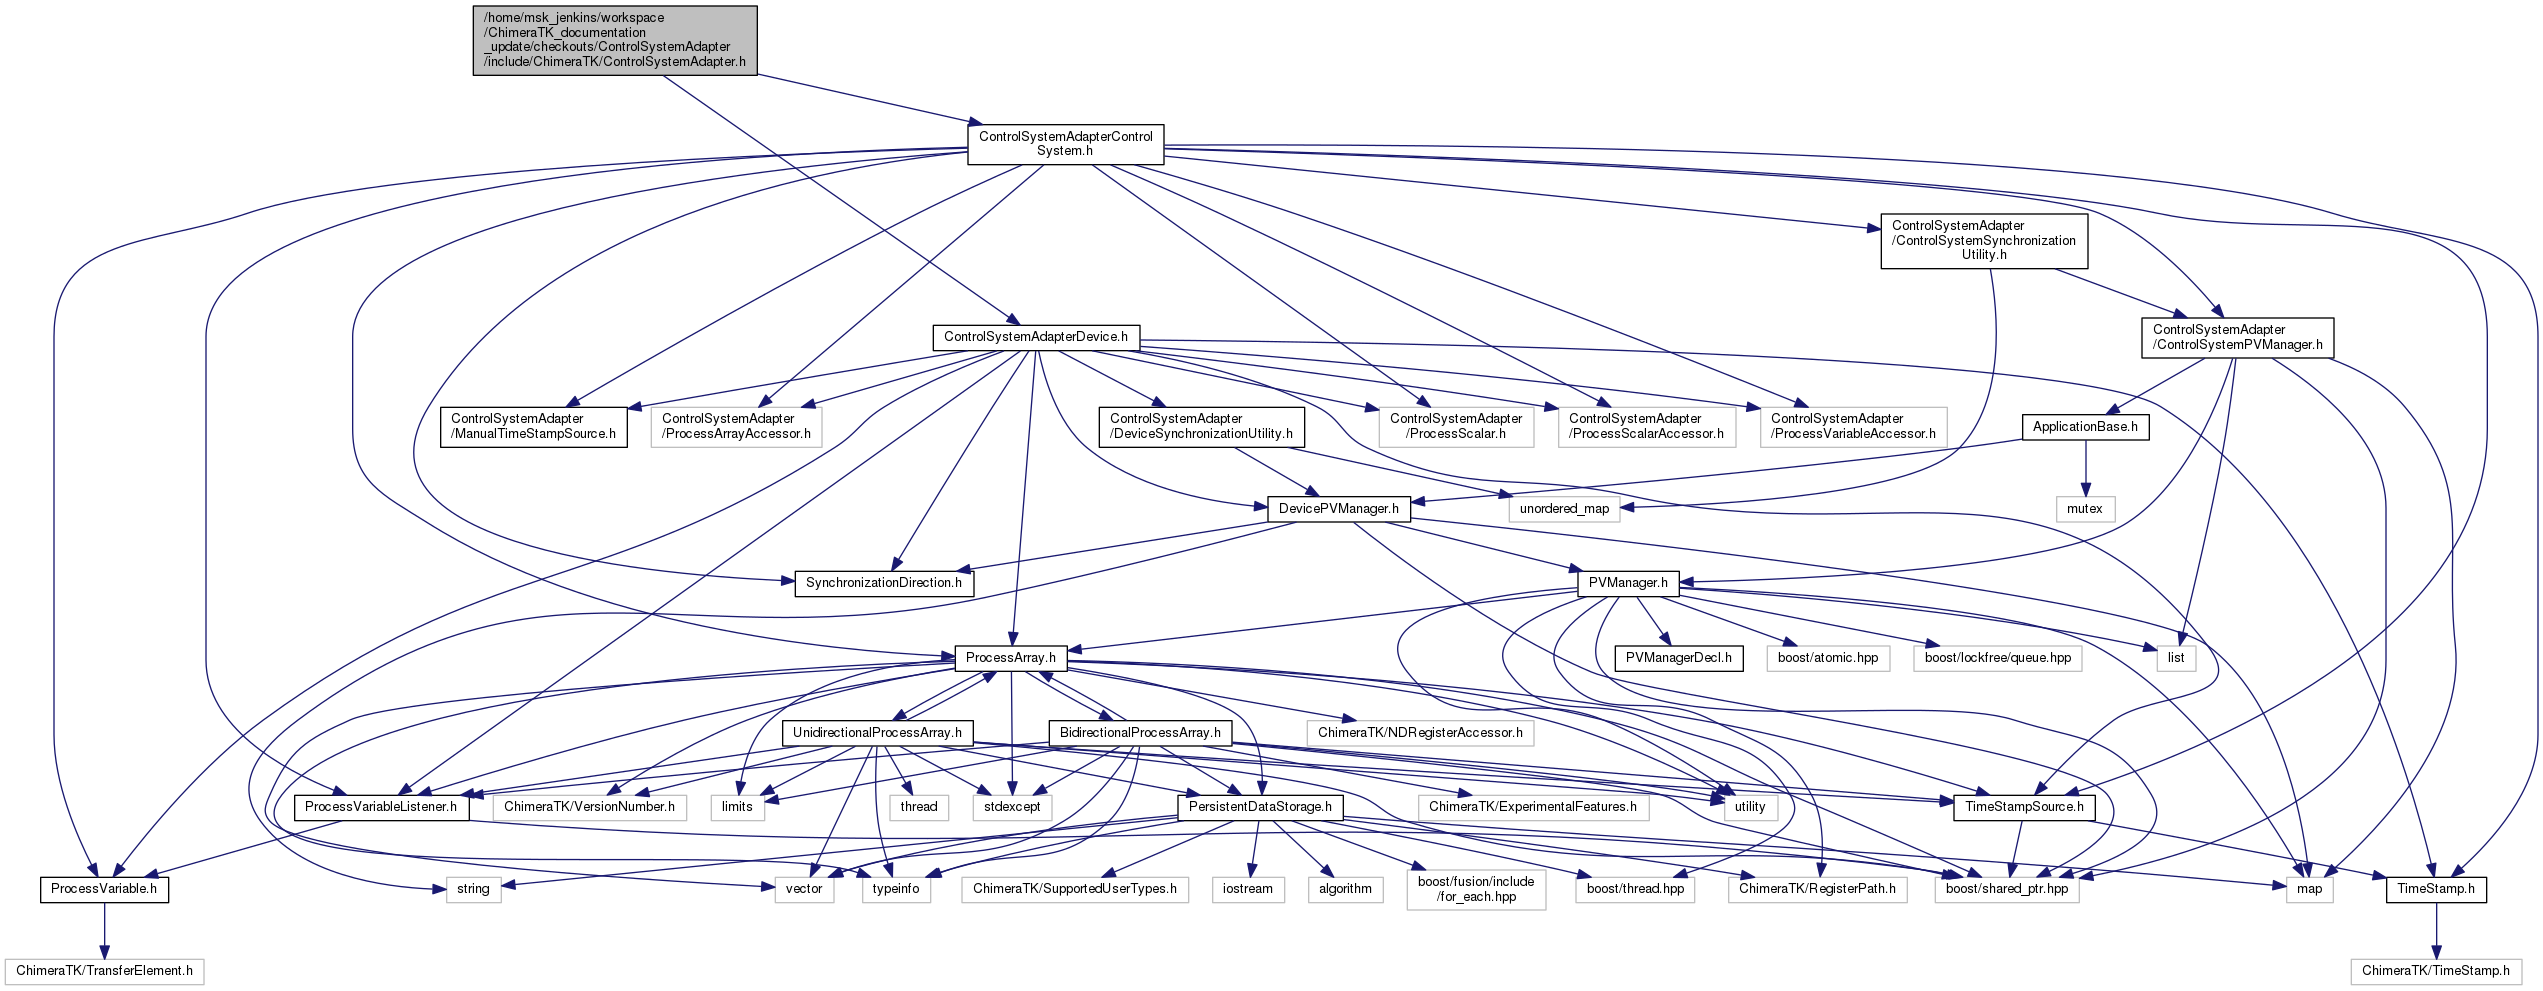 /home/msk_jenkins/workspace
/ChimeraTK_documentation
_update/checkouts/ControlSystemAdapter
/include/ChimeraTK/ControlSystemAdapter.h
ControlSystemAdapterControl
System.h
ControlSystemAdapter
/ControlSystemSynchronization
Utility.h
ControlSystemAdapterDevice.h
ControlSystemAdapter
/ControlSystemPVManager.h
ControlSystemAdapter
/ManualTimeStampSource.h
ControlSystemAdapter
/ProcessArrayAccessor.h
ControlSystemAdapter
/DeviceSynchronizationUtility.h
ControlSystemAdapter
/ProcessScalar.h
ControlSystemAdapter
/ProcessScalarAccessor.h
ControlSystemAdapter
/ProcessVariableAccessor.h
ApplicationBase.h
DevicePVManager.h
unordered_map
mutex
SynchronizationDirection.h
PVManager.h
ProcessArray.h
PVManagerDecl.h
boost/atomic.hpp
boost/lockfree/queue.hpp
list
UnidirectionalProcessArray.h
BidirectionalProcessArray.h
ChimeraTK/NDRegisterAccessor.h
ProcessVariableListener.h
ChimeraTK/VersionNumber.h
limits
thread
stdexcept
PersistentDataStorage.h
ChimeraTK/ExperimentalFeatures.h
utility
TimeStampSource.h
ProcessVariable.h
string
vector
typeinfo
ChimeraTK/SupportedUserTypes.h
iostream
algorithm
boost/fusion/include
/for_each.hpp
boost/thread.hpp
ChimeraTK/RegisterPath.h
boost/shared_ptr.hpp
map
TimeStamp.h
ChimeraTK/TransferElement.h
ChimeraTK/TimeStamp.h